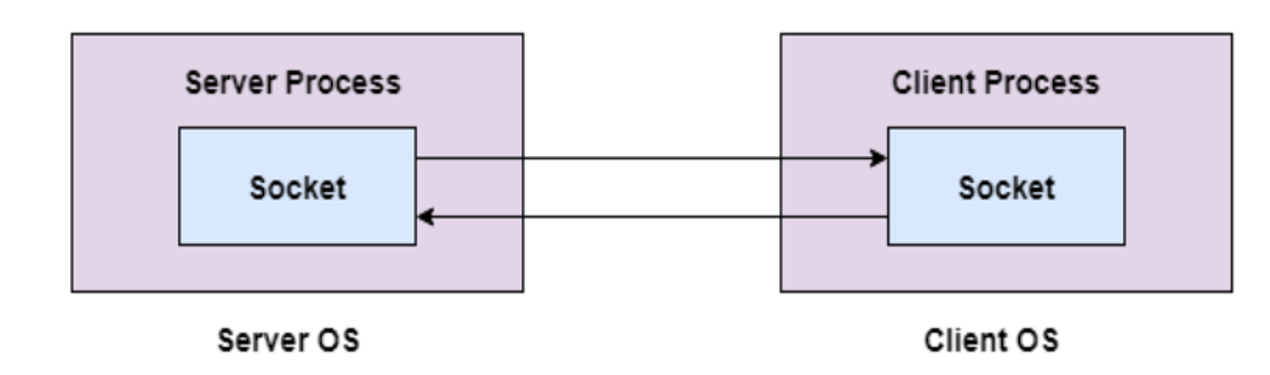 Server Process
Socket
Server OS
Client Process
Socket
Client OS